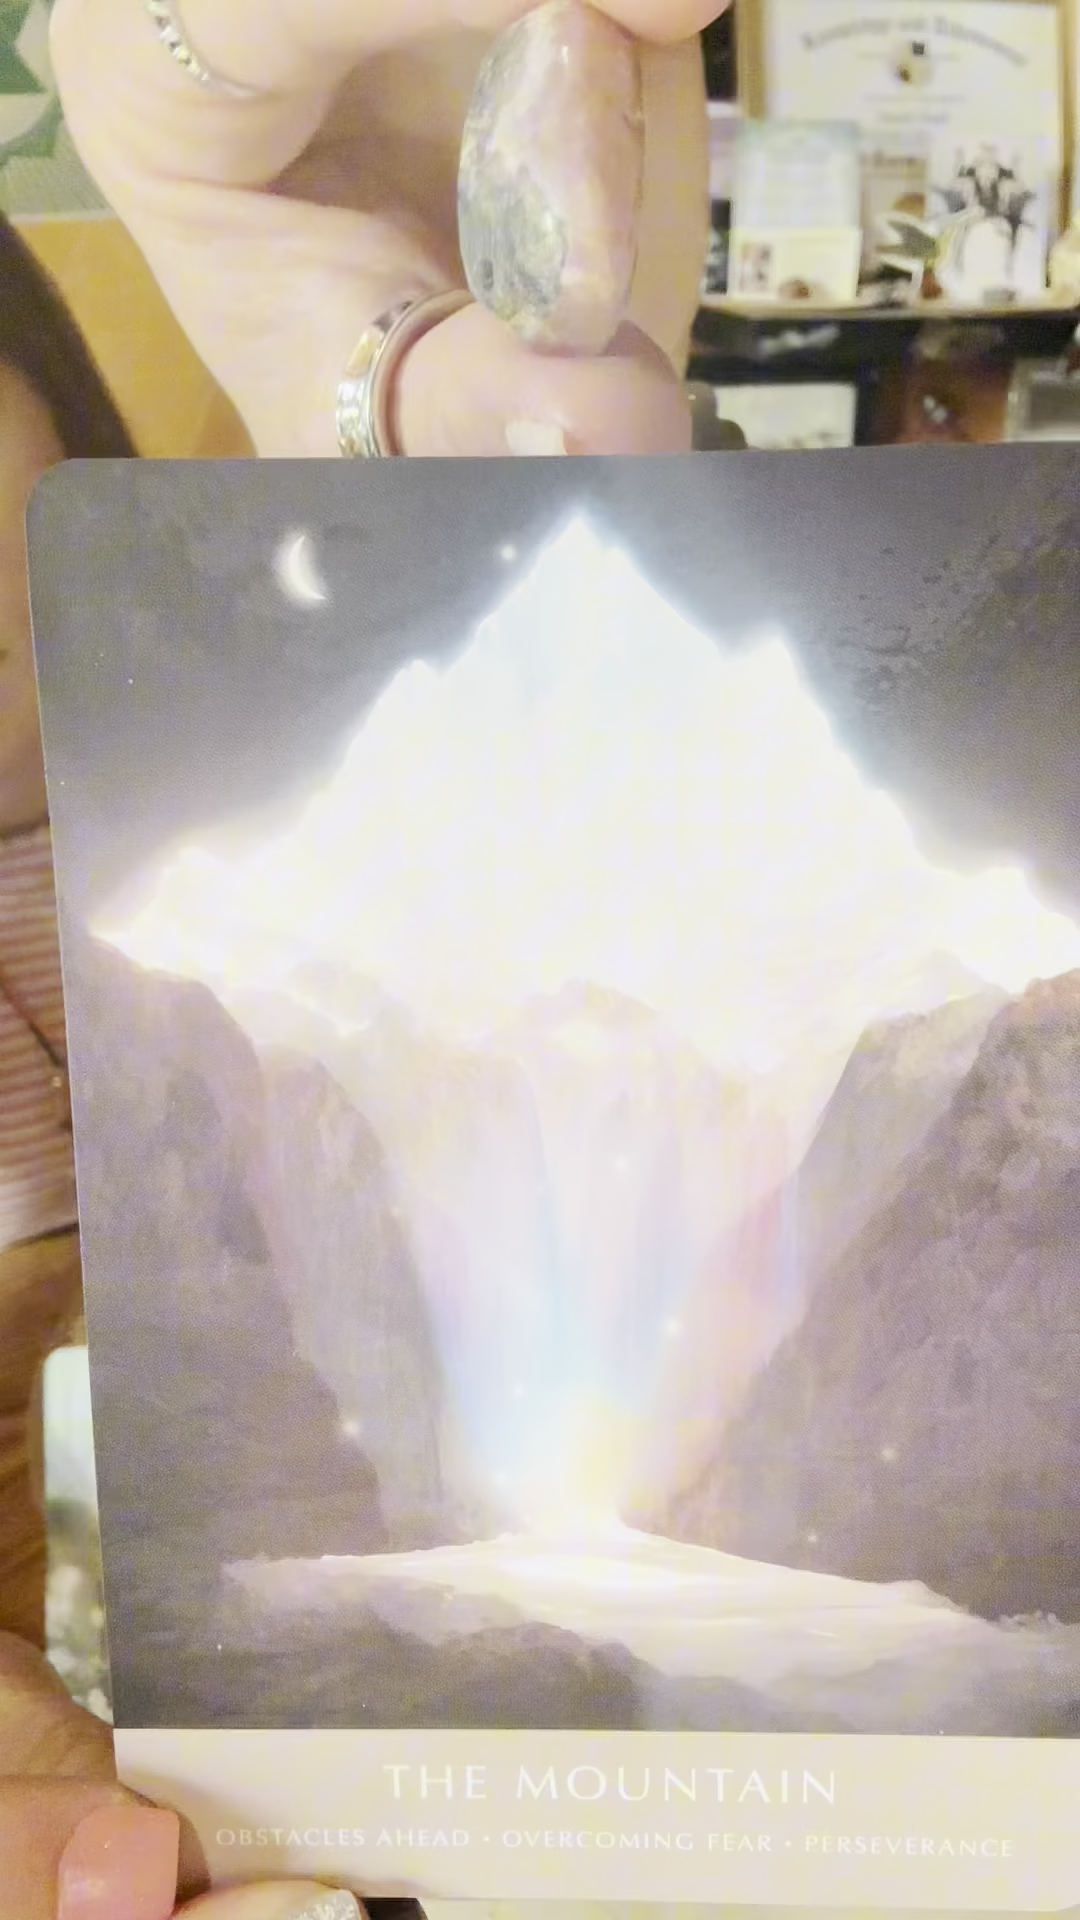 THE MOUNTAIN
OBSTACLES AHEAD • OVERCOMING FEAR • PERSEVERANCE